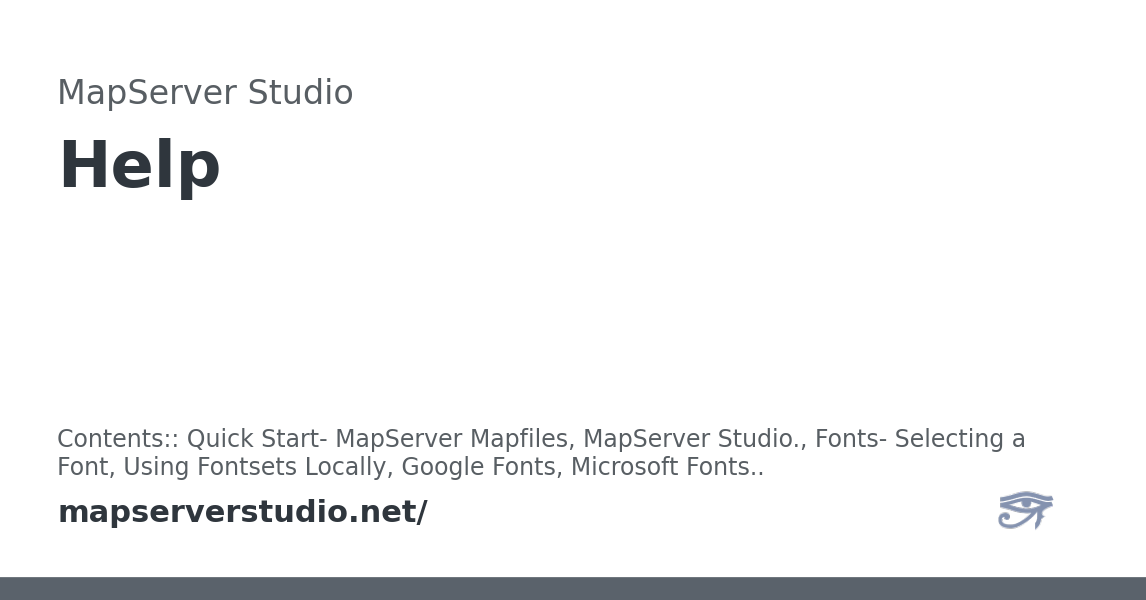 MapServer Studio
Help
Contents:: Quick Start- MapServer Mapfiles, MapServer Studio., Fonts- Selecting a
Font, Using Fontsets Locally, Google Fonts, Microsoft Fonts..
mapserverstudio.net/